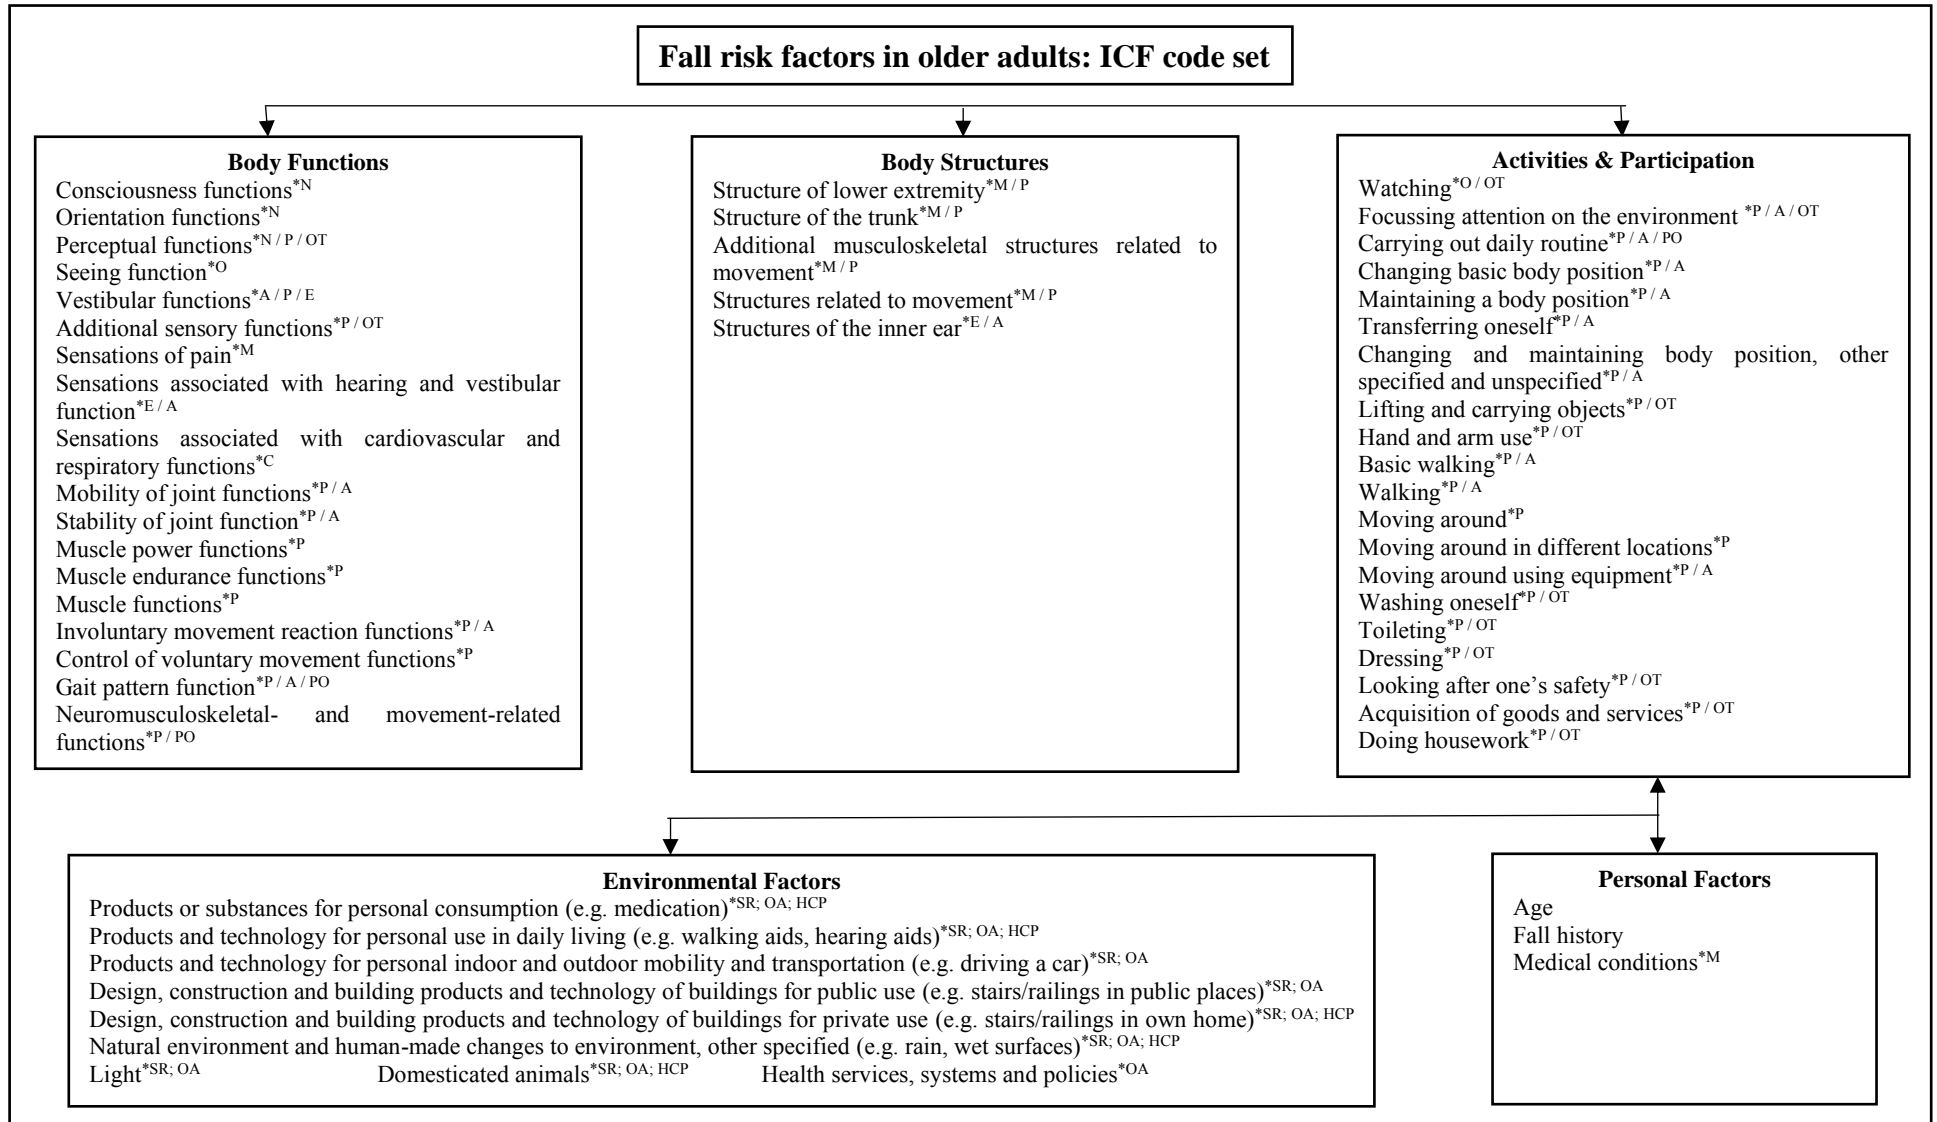 Fall risk factors in older adults: ICF code set
Body Functions
Consciousness functions*N
Orientation functions*N
Perceptual functions*N / P / OT
Seeing function*O
Vestibular functions*A / P / E
Additional sensory functions*P / OT
Sensations of pain*M
Sensations associated with hearing and vestibular
function*E / A
Sensations associated with cardiovascular and
respiratory functions*C
Mobility of joint functions*P / A
Stability of joint function*P / A
Muscle power functions*P
Muscle endurance functions*P
Muscle functions*P
Involuntary movement reaction functions*P / A
Control of voluntary movement functions*P
Gait pattern function*P / A / PO
Neuromusculoskeletal- and movement-related
functions*P / PO
Body Structures
Structure of lower extremity*M / P
Structure of the trunk*M / P
Additional musculoskeletal structures related to
movement*M / P
Structures related to movement*M / P
Structures of the inner ear*E / A
Activities & Participation
Watching*O / OT
Focussing attention on the environment *P / A / OT
Carrying out daily routine*P / A / PO
Changing basic body position*P / A
Maintaining a body position*P / A
Transferring oneself*P / A
Changing and maintaining body position, other
specified and unspecified*P / A
Lifting and carrying objects*P / OT
Hand and arm use*P / OT
Basic walking*P / A
Walking*P / A
Moving around*P
Moving around in different locations*P
Moving around using equipment*P / A
Washing oneself*P / OT
Toileting*P / OT
Dressing*P / OT
Looking after one’s safety*P / OT
Acquisition of goods and services*P / OT
Doing housework*P / OT
Environmental Factors
Products or substances for personal consumption (e.g. medication)*SR; OA; HCP
Products and technology for personal use in daily living (e.g. walking aids, hearing aids)*SR; OA; HCP
Products and technology for personal indoor and outdoor mobility and transportation (e.g. driving a car)*SR; OA
Design, construction and building products and technology of buildings for public use (e.g. stairs/railings in public places)*SR; OA
Design, construction and building products and technology of buildings for private use (e.g. stairs/railings in own home)*SR; OA; HCP
Natural environment and human-made changes to environment, other specified (e.g. rain, wet surfaces)*SR; OA; HCP
Light*SR; OA Domesticated animals*SR; OA; HCP Health services, systems and policies*OA
Personal Factors
Age
Fall history
Medical conditions*M